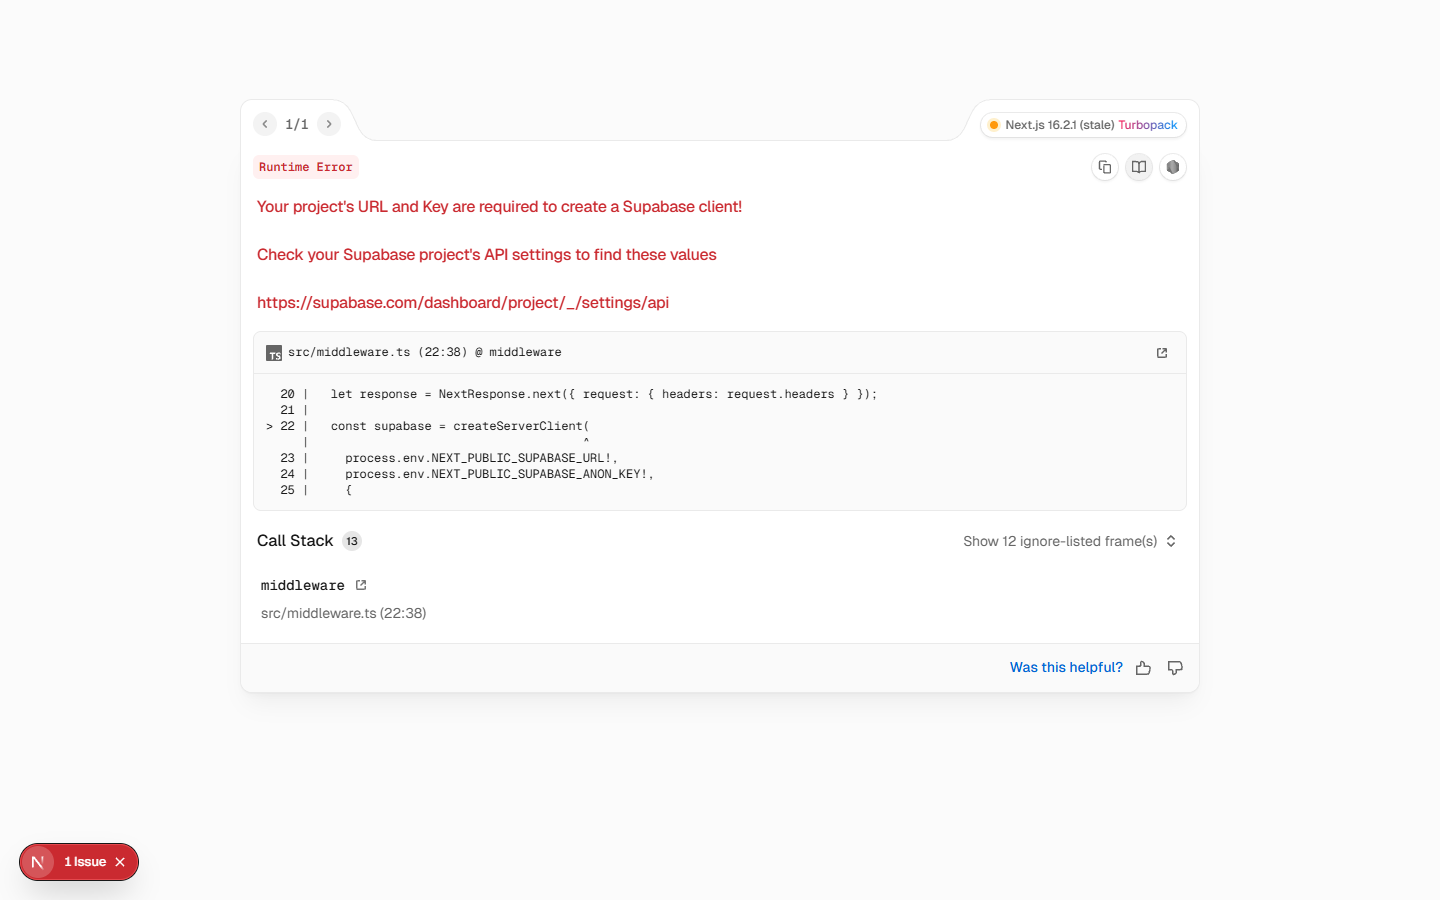 1/1
Next.js 16.2.1 (stale) Turbopack
Runtime Error
Your project's URL and Key are required to create a Supabase client!
Check your Supabase project's API settings to find these values
https://supabase.com/dashboard/project/_/settings/api
TS src/middleware.ts (22:38) @ middleware
20 |   let response = NextResponse.next({ request: { headers: request.headers } });
21 |
> 22 |   const supabase = createServerClient(
|                                      ^
23 |     process.env.NEXT_PUBLIC_SUPABASE_URL!,
24 |     process.env.NEXT_PUBLIC_SUPABASE_ANON_KEY!,
25 |     {
Call Stack 13
Show 12 ignore-listed frame(s)
middleware
src/middleware.ts (22:38)
Was this helpful?
N 1 Issue